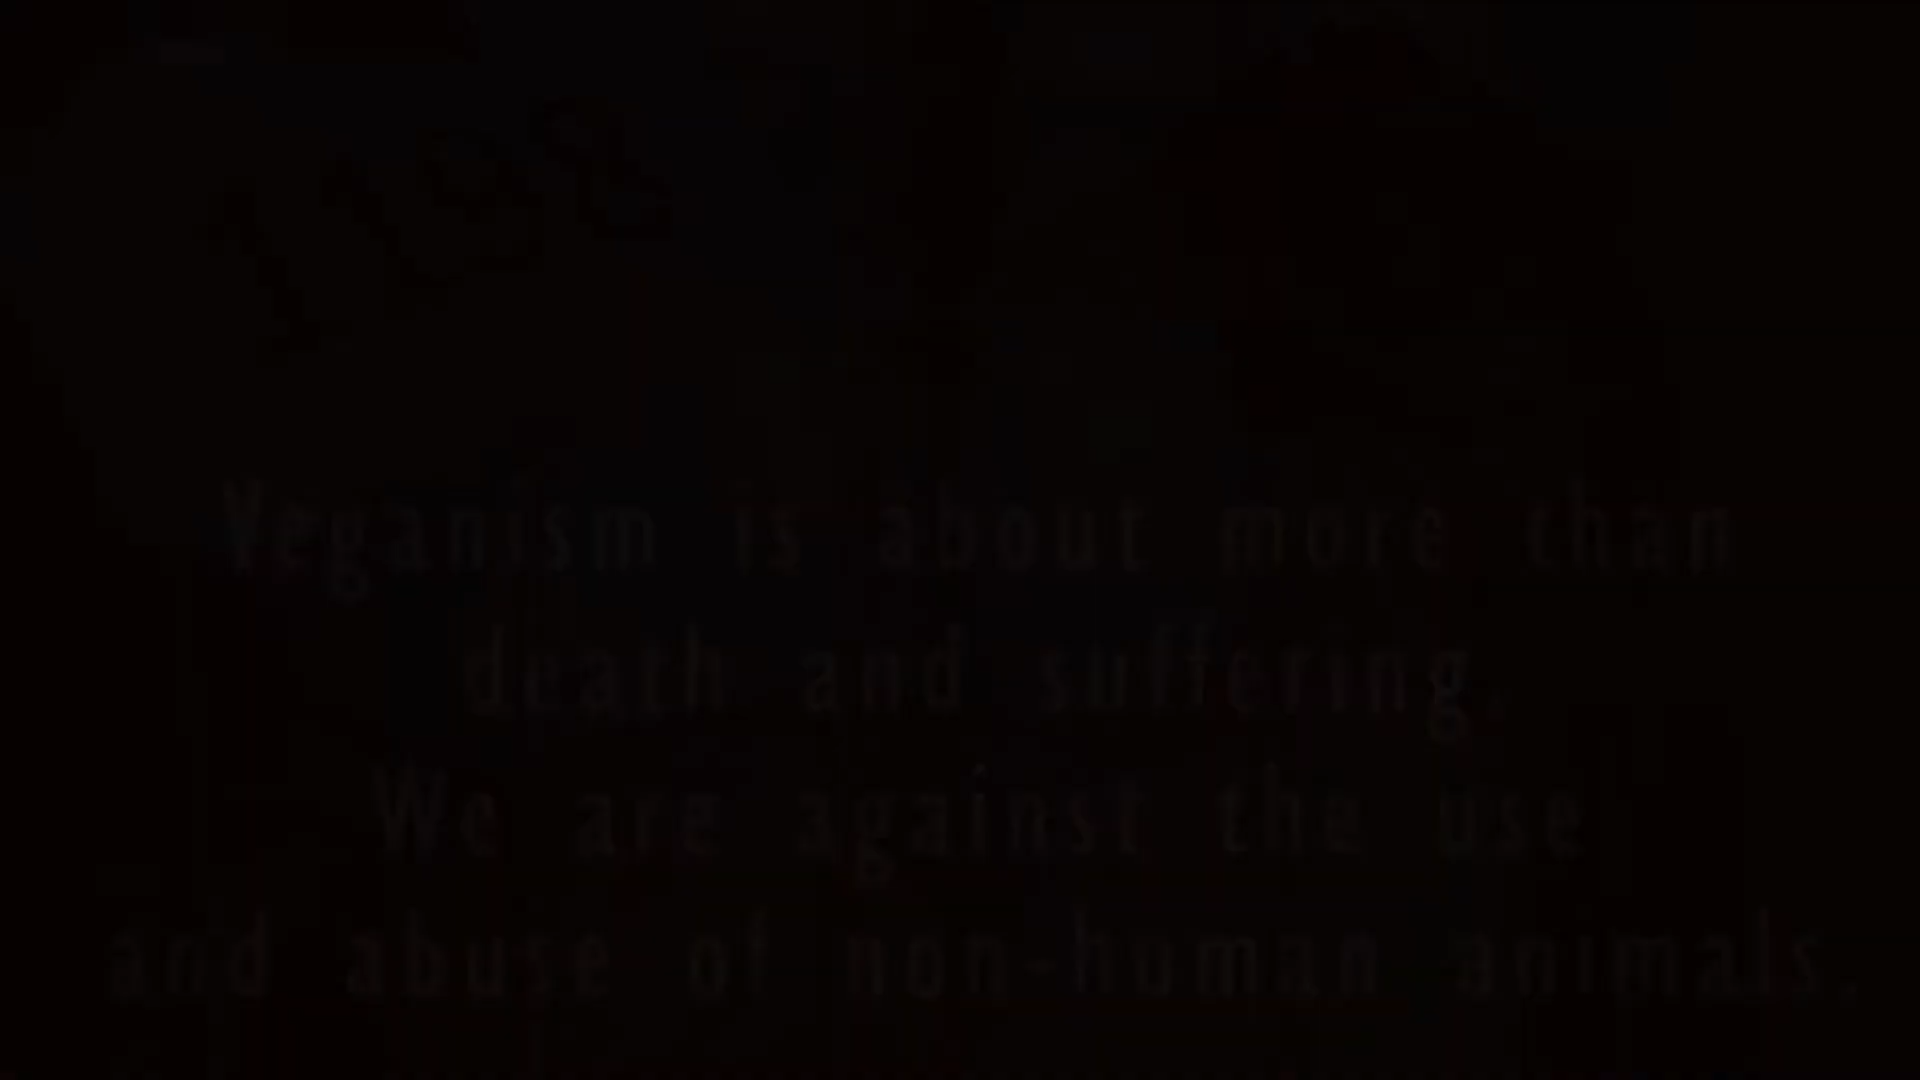 Veganism is about more than
death and suffering.
We are against the use
and abuse of non-human animals.